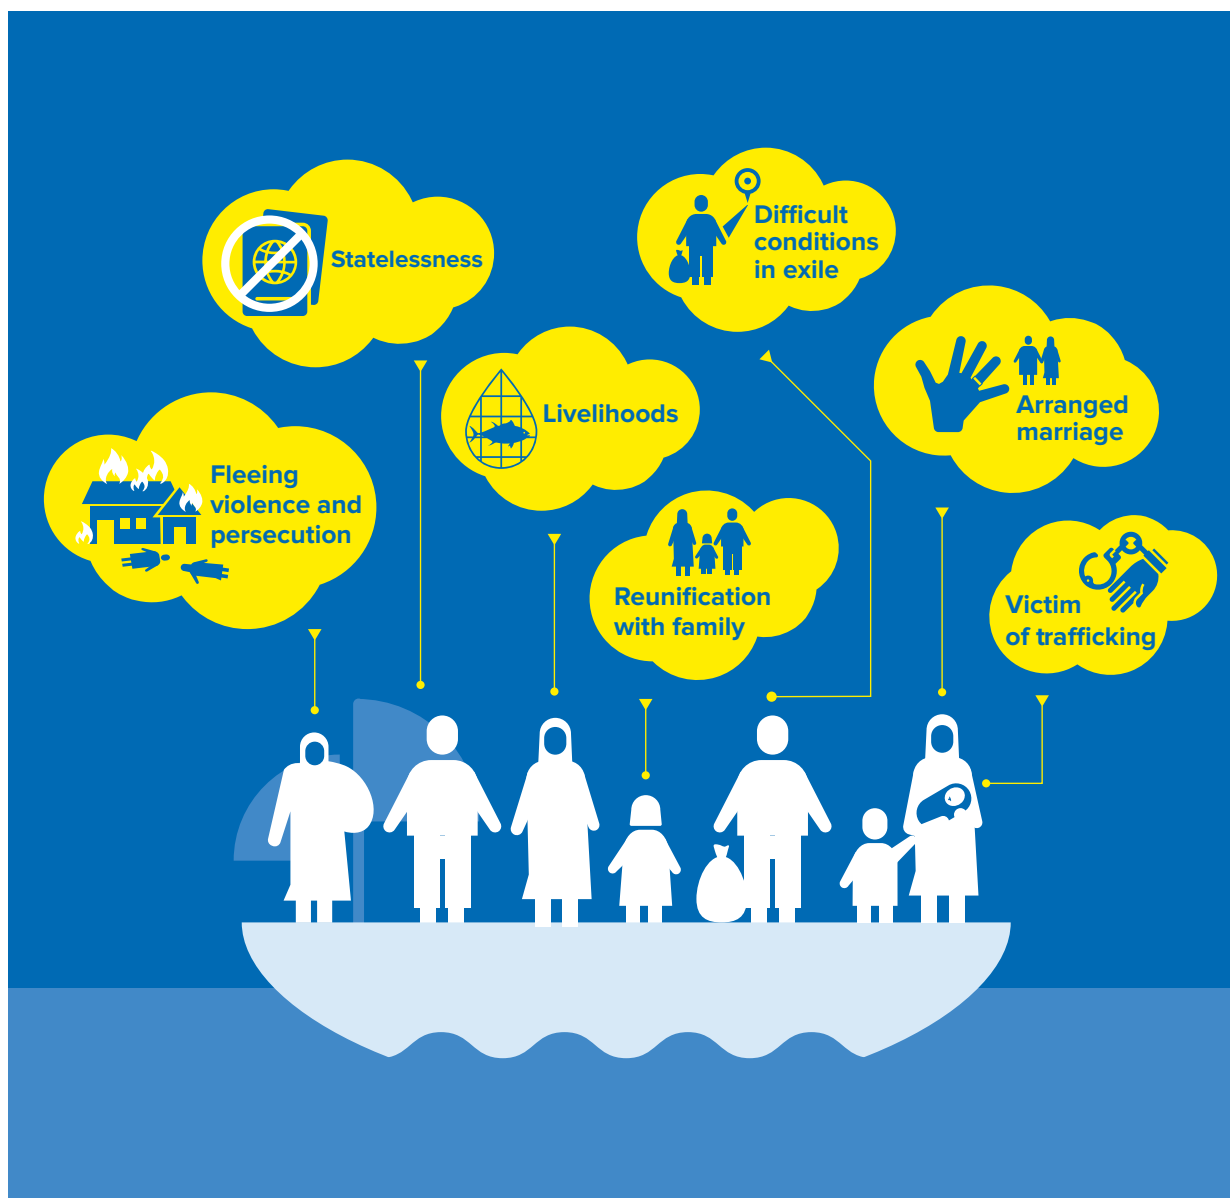 Statelessness
Difficult
conditions
in exile
Livelihoods
Arranged
marriage
Fleeing
violence and
persecution
Reunification
with family
Victim
of trafficking